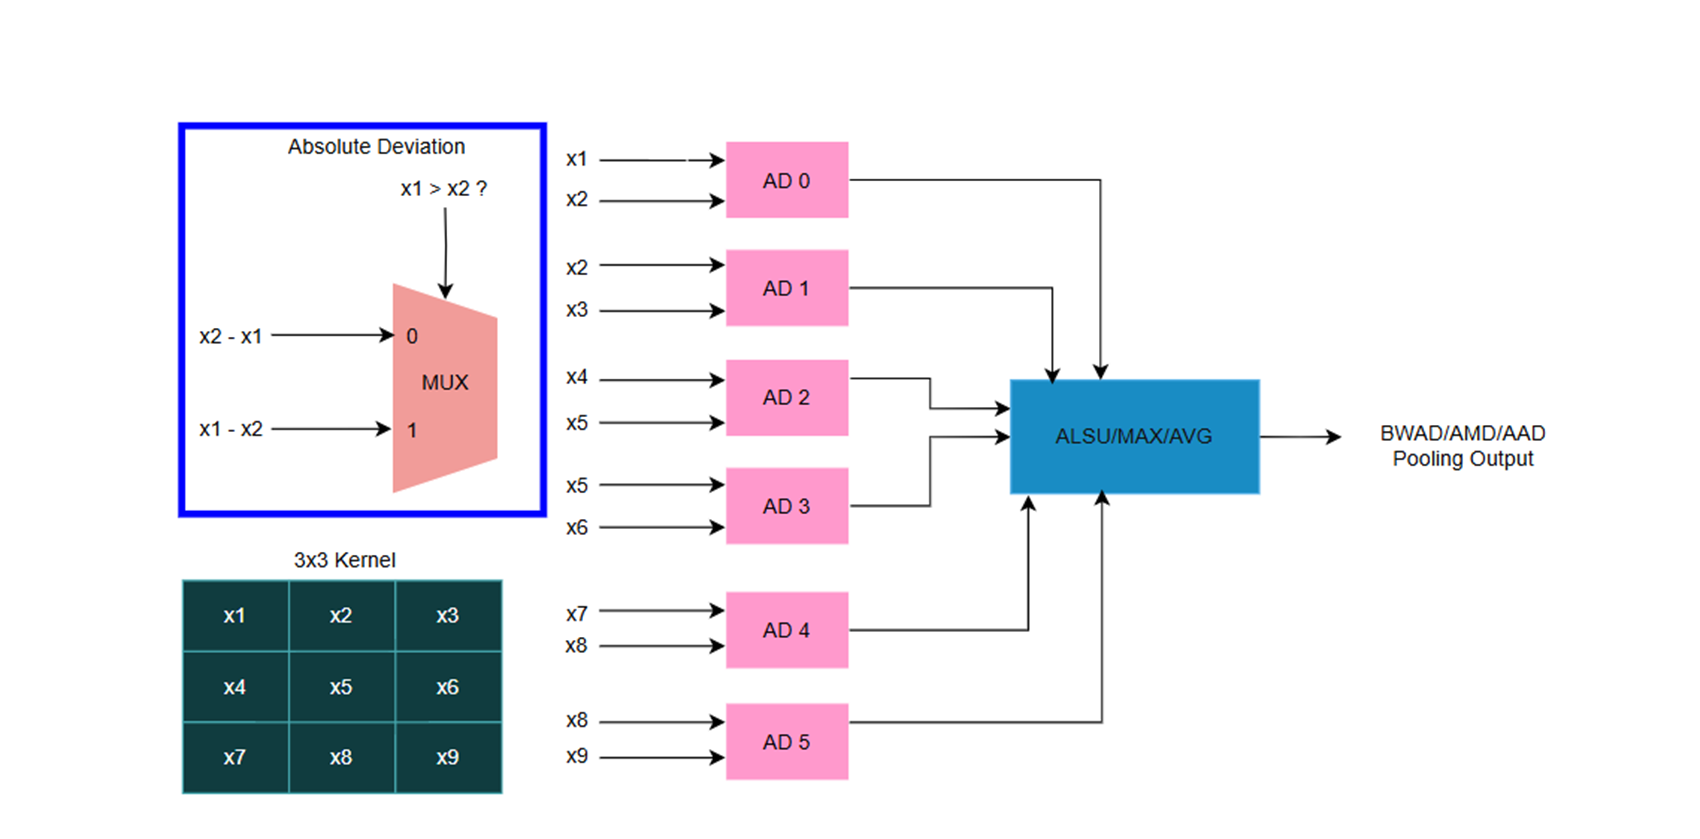 Absolute Deviation
x1 > x2 ?
x2 - x1
0
MUX
x1 - x2
1
3x3 Kernel
x1 x2 x3
x4 x5 x6
x7 x8 x9
x1
x2
AD 0
x2
x3
AD 1
x4
x5
AD 2
x5
x6
AD 3
x7
x8
AD 4
x8
x9
AD 5
ALSU/MAX/AVG
BWAD/AMD/AAD
Pooling Output